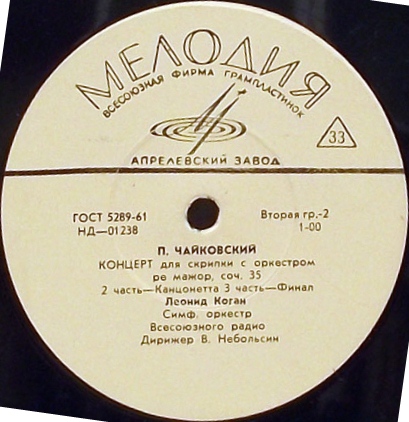 МЕЛОДИЯ
ВСЕСОЮЗНАЯ ФИРМА ГРАМПЛАСТИНОК
33
АПРЕЛЕВСКИЙ ЗАВОД
ГОСТ 5289-61 Вторая гр.-2
НД—01238 1-00
П. ЧАЙКОВСКИЙ
КОНЦЕРТ для скрипки с оркестром
ре мажор, соч. 35
2 часть—Канцонетта 3 часть—Финал
Леонид Коган
Симф. оркестр
Всесоюзного радио
Дирижер В. Небольсин